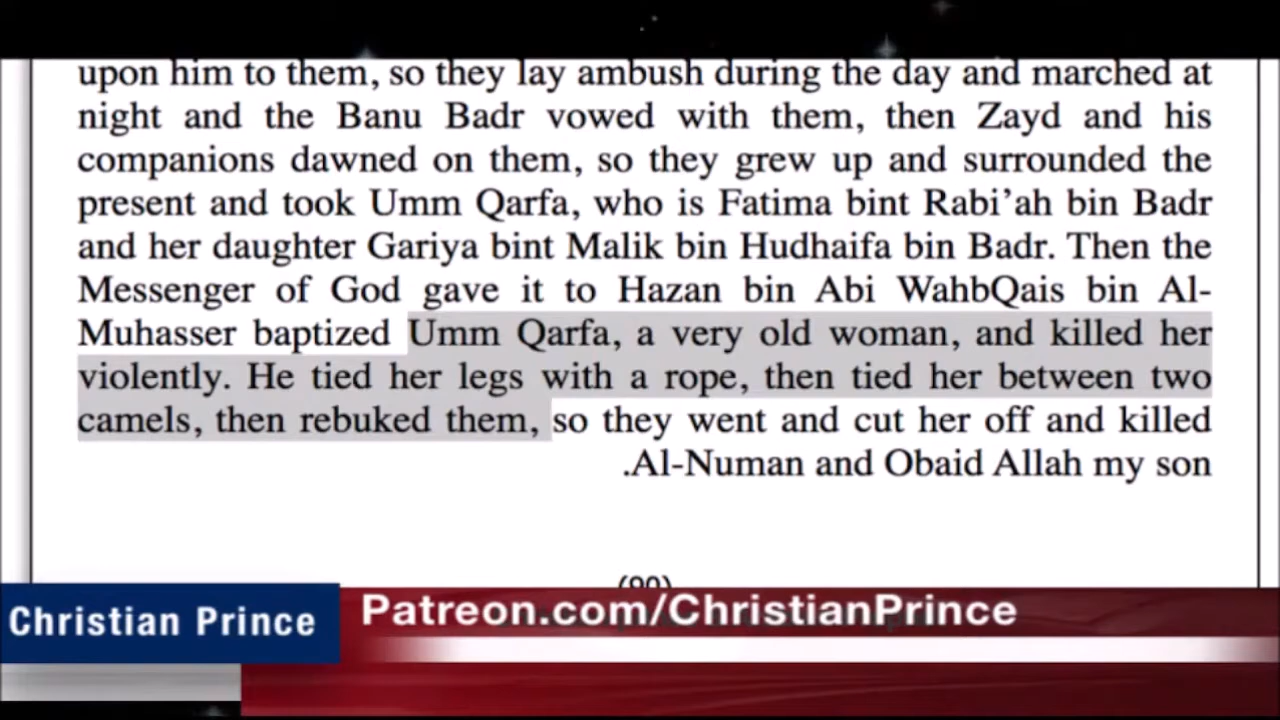 upon him to them, so they lay ambush during the day and marched at
night and the Banu Badr vowed with them, then Zayd and his
companions dawned on them, so they grew up and surrounded the
present and took Umm Qarfa, who is Fatima bint Rabi’ah bin Badr
and her daughter Gariya bint Malik bin Hudhaifa bin Badr. Then the
Messenger of God gave it to Hazan bin Abi WahbQais bin Al-
Muhasser baptized Umm Qarfa, a very old woman, and killed her
violently. He tied her legs with a rope, then tied her between two
camels, then rebuked them, so they went and cut her off and killed
.Al-Numan and Obaid Allah my son
Christian Prince
Patreon.com/ChristianPrince